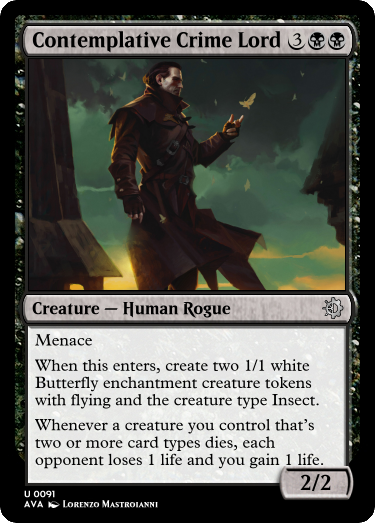 Contemplative Crime Lord 3
Creature — Human Rogue
Menace
When this enters, create two 1/1 white
Butterfly enchantment creature tokens
with flying and the creature type Insect.
Whenever a creature you control that's
two or more card types dies, each
opponent loses 1 life and you gain 1 life.
2/2
U 0091
AVA LORENZO MASTROIANNI